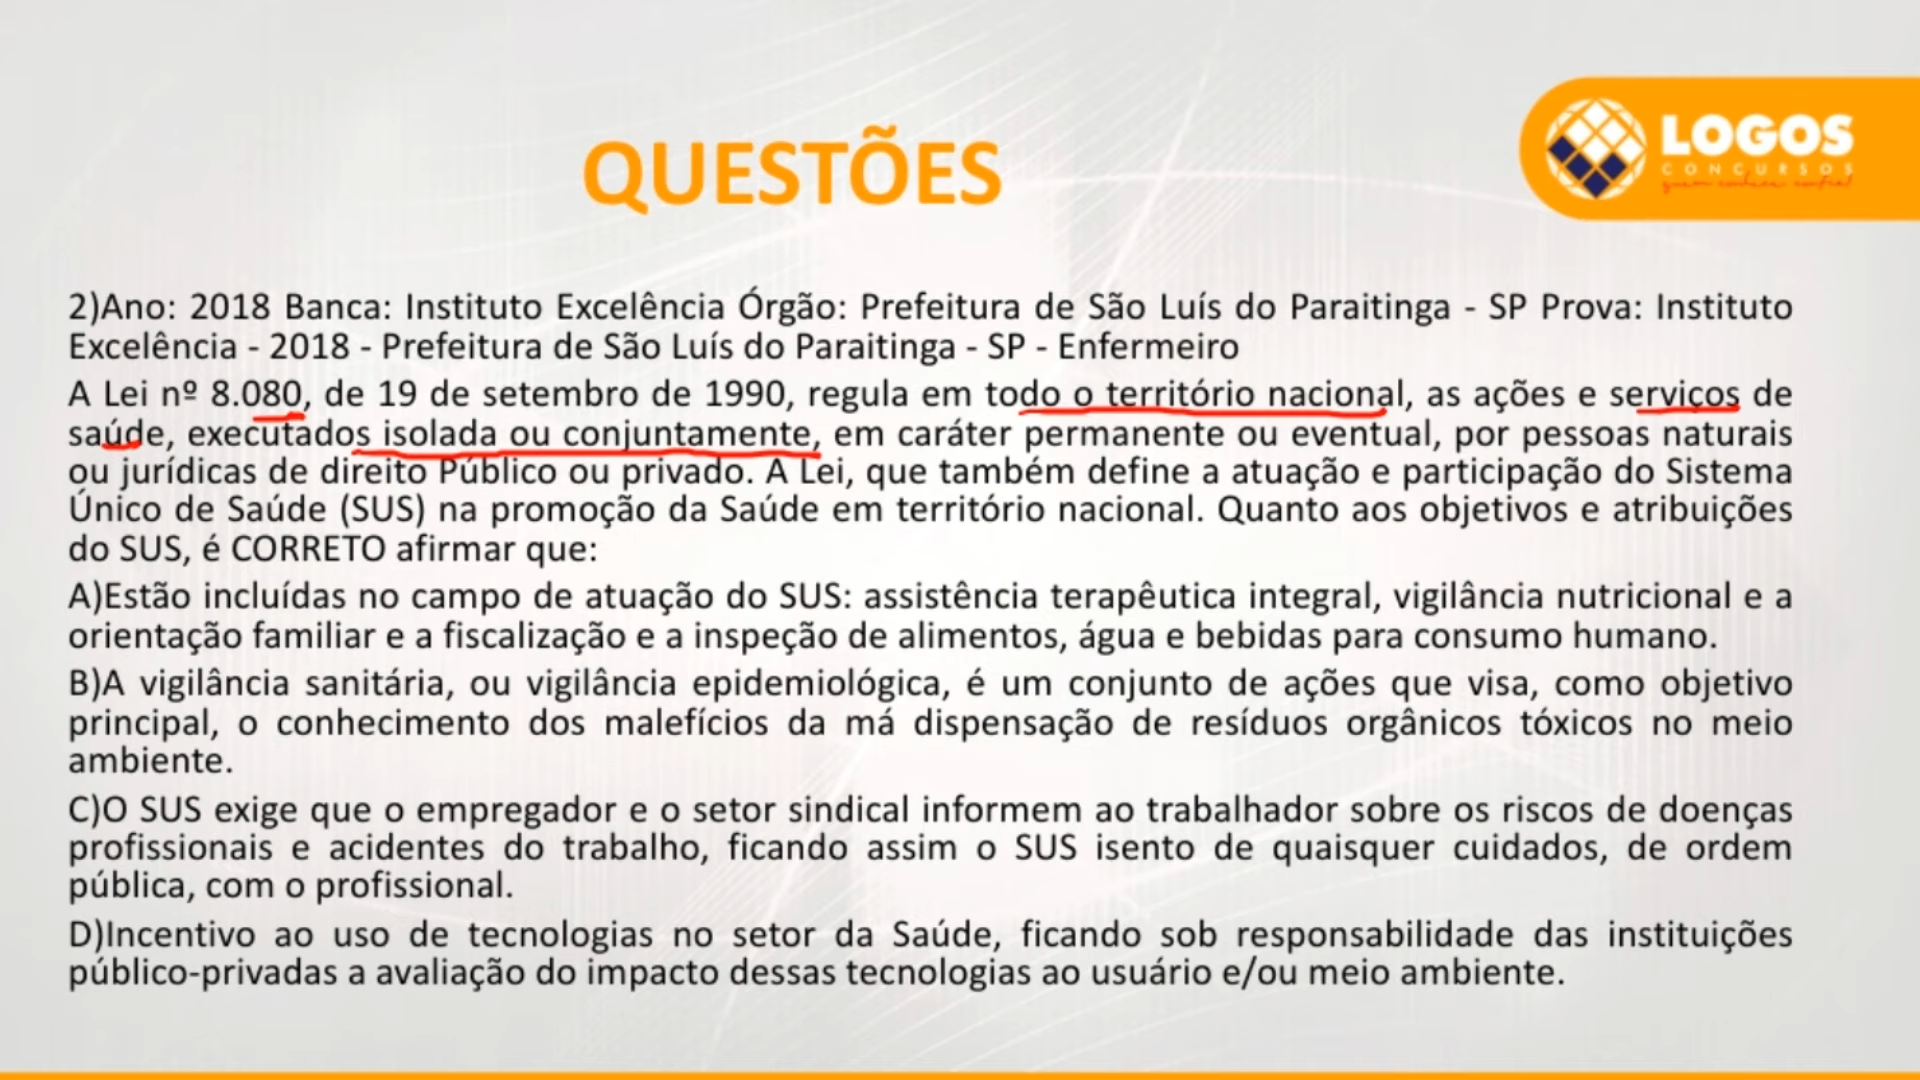 LOGOS
CONCURSOS
QUESTÕES
2)Ano: 2018 Banca: Instituto Excelência Órgão: Prefeitura de São Luís do Paraitinga - SP Prova: Instituto
Excelência - 2018 - Prefeitura de São Luís do Paraitinga - SP - Enfermeiro
A Lei nº 8.080, de 19 de setembro de 1990, regula em todo o território nacional, as ações e serviços de
saúde, executados isolada ou conjuntamente, em caráter permanente ou eventual, por pessoas naturais
ou jurídicas de direito Público ou privado. A Lei, que também define a atuação e participação do Sistema
Único de Saúde (SUS) na promoção da Saúde em território nacional. Quanto aos objetivos e atribuições
do SUS, é CORRETO afirmar que:
A)Estão incluídas no campo de atuação do SUS: assistência terapêutica integral, vigilância nutricional e a
orientação familiar e a fiscalização e a inspeção de alimentos, água e bebidas para consumo humano.
B)A vigilância sanitária, ou vigilância epidemiológica, é um conjunto de ações que visa, como objetivo
principal, o conhecimento dos malefícios da má dispensação de resíduos orgânicos tóxicos no meio
ambiente.
C)O SUS exige que o empregador e o setor sindical informem ao trabalhador sobre os riscos de doenças
profissionais e acidentes do trabalho, ficando assim o SUS isento de quaisquer cuidados, de ordem
pública, com o profissional.
D)Incentivo ao uso de tecnologias no setor da Saúde, ficando sob responsabilidade das instituições
público-privadas a avaliação do impacto dessas tecnologias ao usuário e/ou meio ambiente.